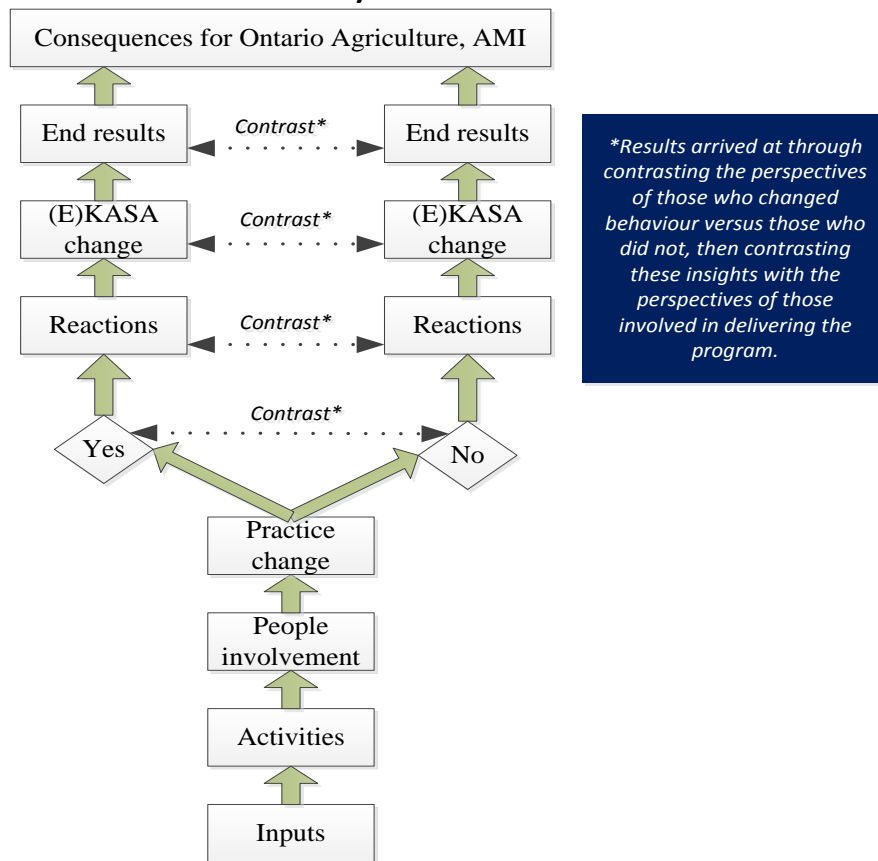 Consequences for Ontario Agriculture, AMI
End results
Contrast*
End results
(E)KASA
change
Contrast*
(E)KASA
change
Reactions
Contrast*
Reactions
Contrast*
Yes
No
Practice
change
People
involvement
Activities
Inputs
*Results arrived at through
contrasting the perspectives
of those who changed
behaviour versus those who
did not, then contrasting
these insights with the
perspectives of those
involved in delivering the
program.